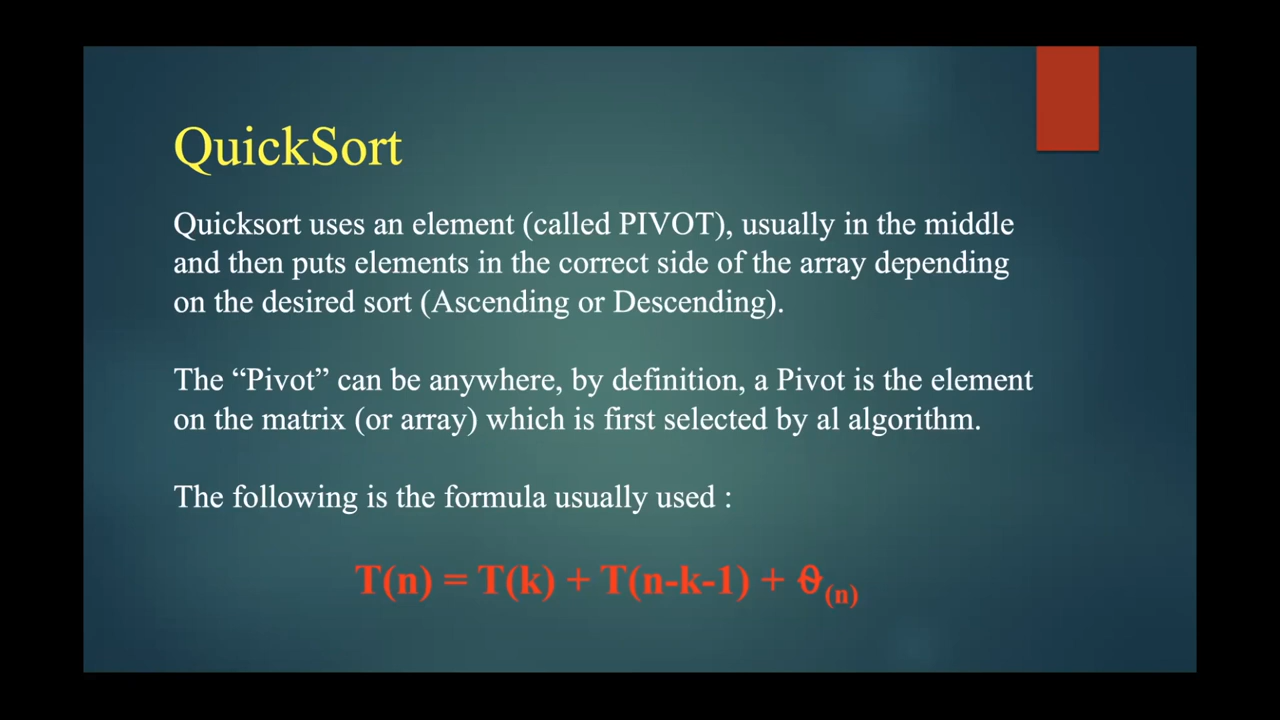 QuickSort
Quicksort uses an element (called PIVOT), usually in the middle
and then puts elements in the correct side of the array depending
on the desired sort (Ascending or Descending).
The “Pivot” can be anywhere, by definition, a Pivot is the element
on the matrix (or array) which is first selected by al algorithm.
The following is the formula usually used :
T(n) = T(k) + T(n-k-1) + ϑ(n)